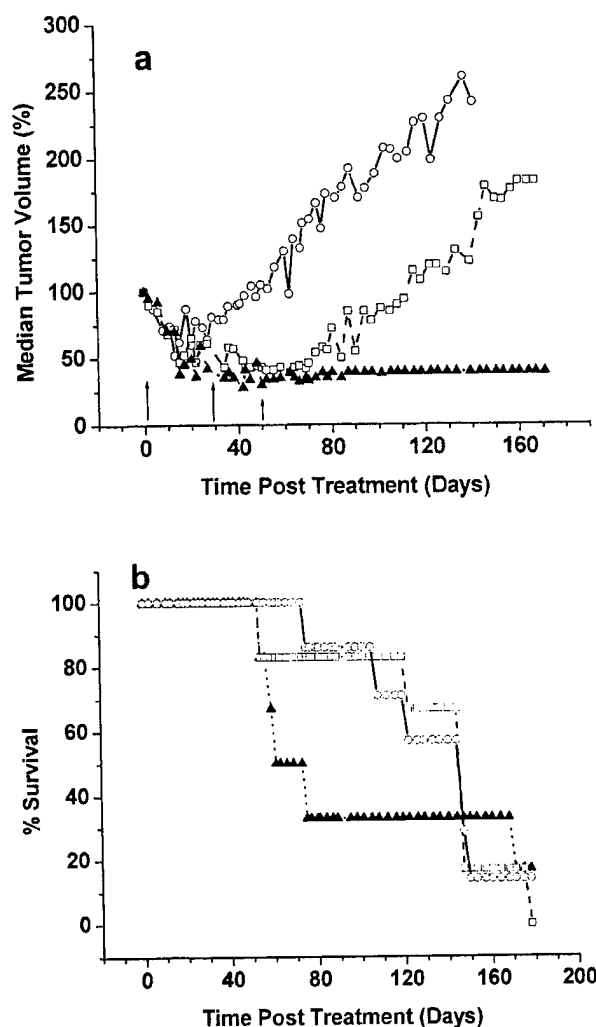 a
300
250
200
150
100
50
0
Median Tumor Volume (%)
0 40 80 120 160
Time Post Treatment (Days)
b
100
80
60
40
20
0
% Survival
0 40 80 120 160 200
Time Post Treatment (Days)